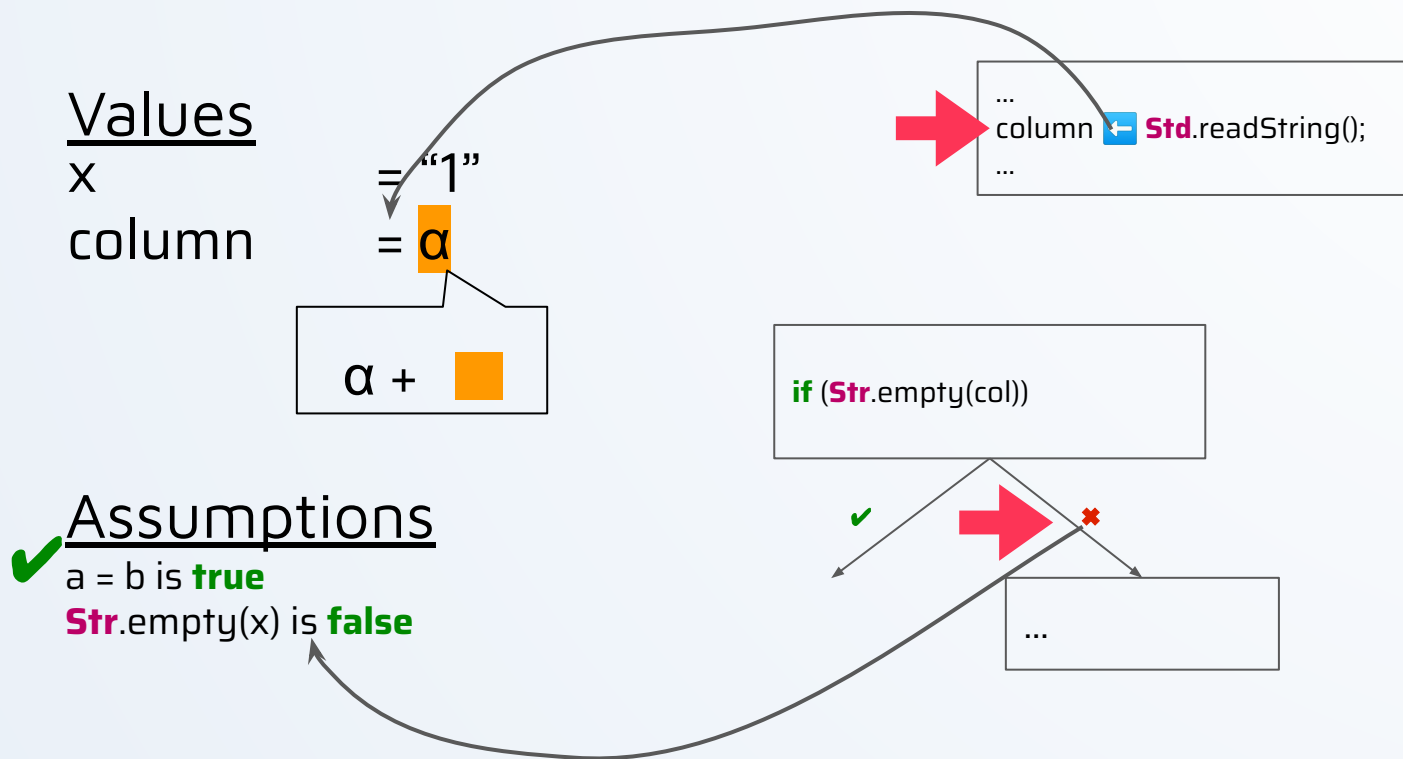 Values
x = “1”
column = α
α +
Assumptions
a = b is true
Str.empty(x) is false
...
column ⬅ Std.readString();
...
if (Str.empty(col))
✔ ✖
...